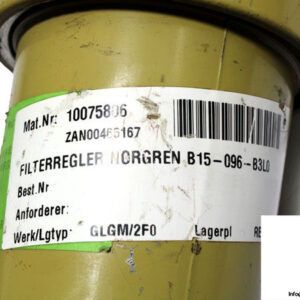 Mat.Nr: 10075806
ZAN00465167
FILTERREGLER NORGREN B15-096-B3L0
Best.Nr
Anforderer:
Werk/Lgtyp: GLGM/2F0 Lagerpl